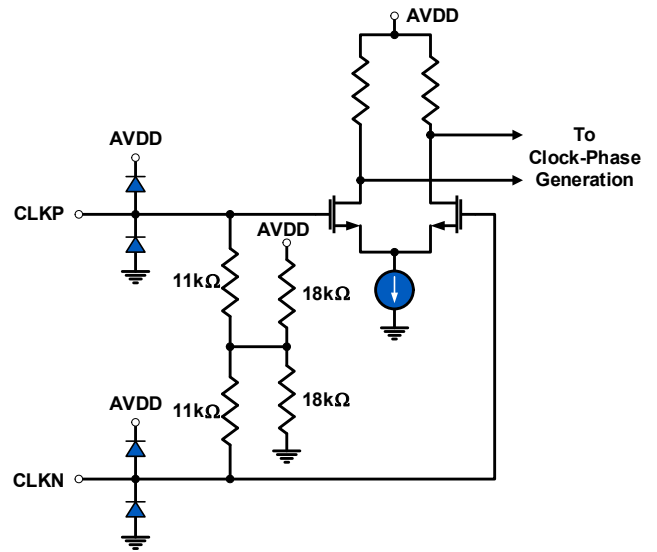 AVDD
To
Clock-Phase
Generation
AVDD
CLKP
AVDD
11kΩ
18kΩ
11kΩ
18kΩ
AVDD
CLKN